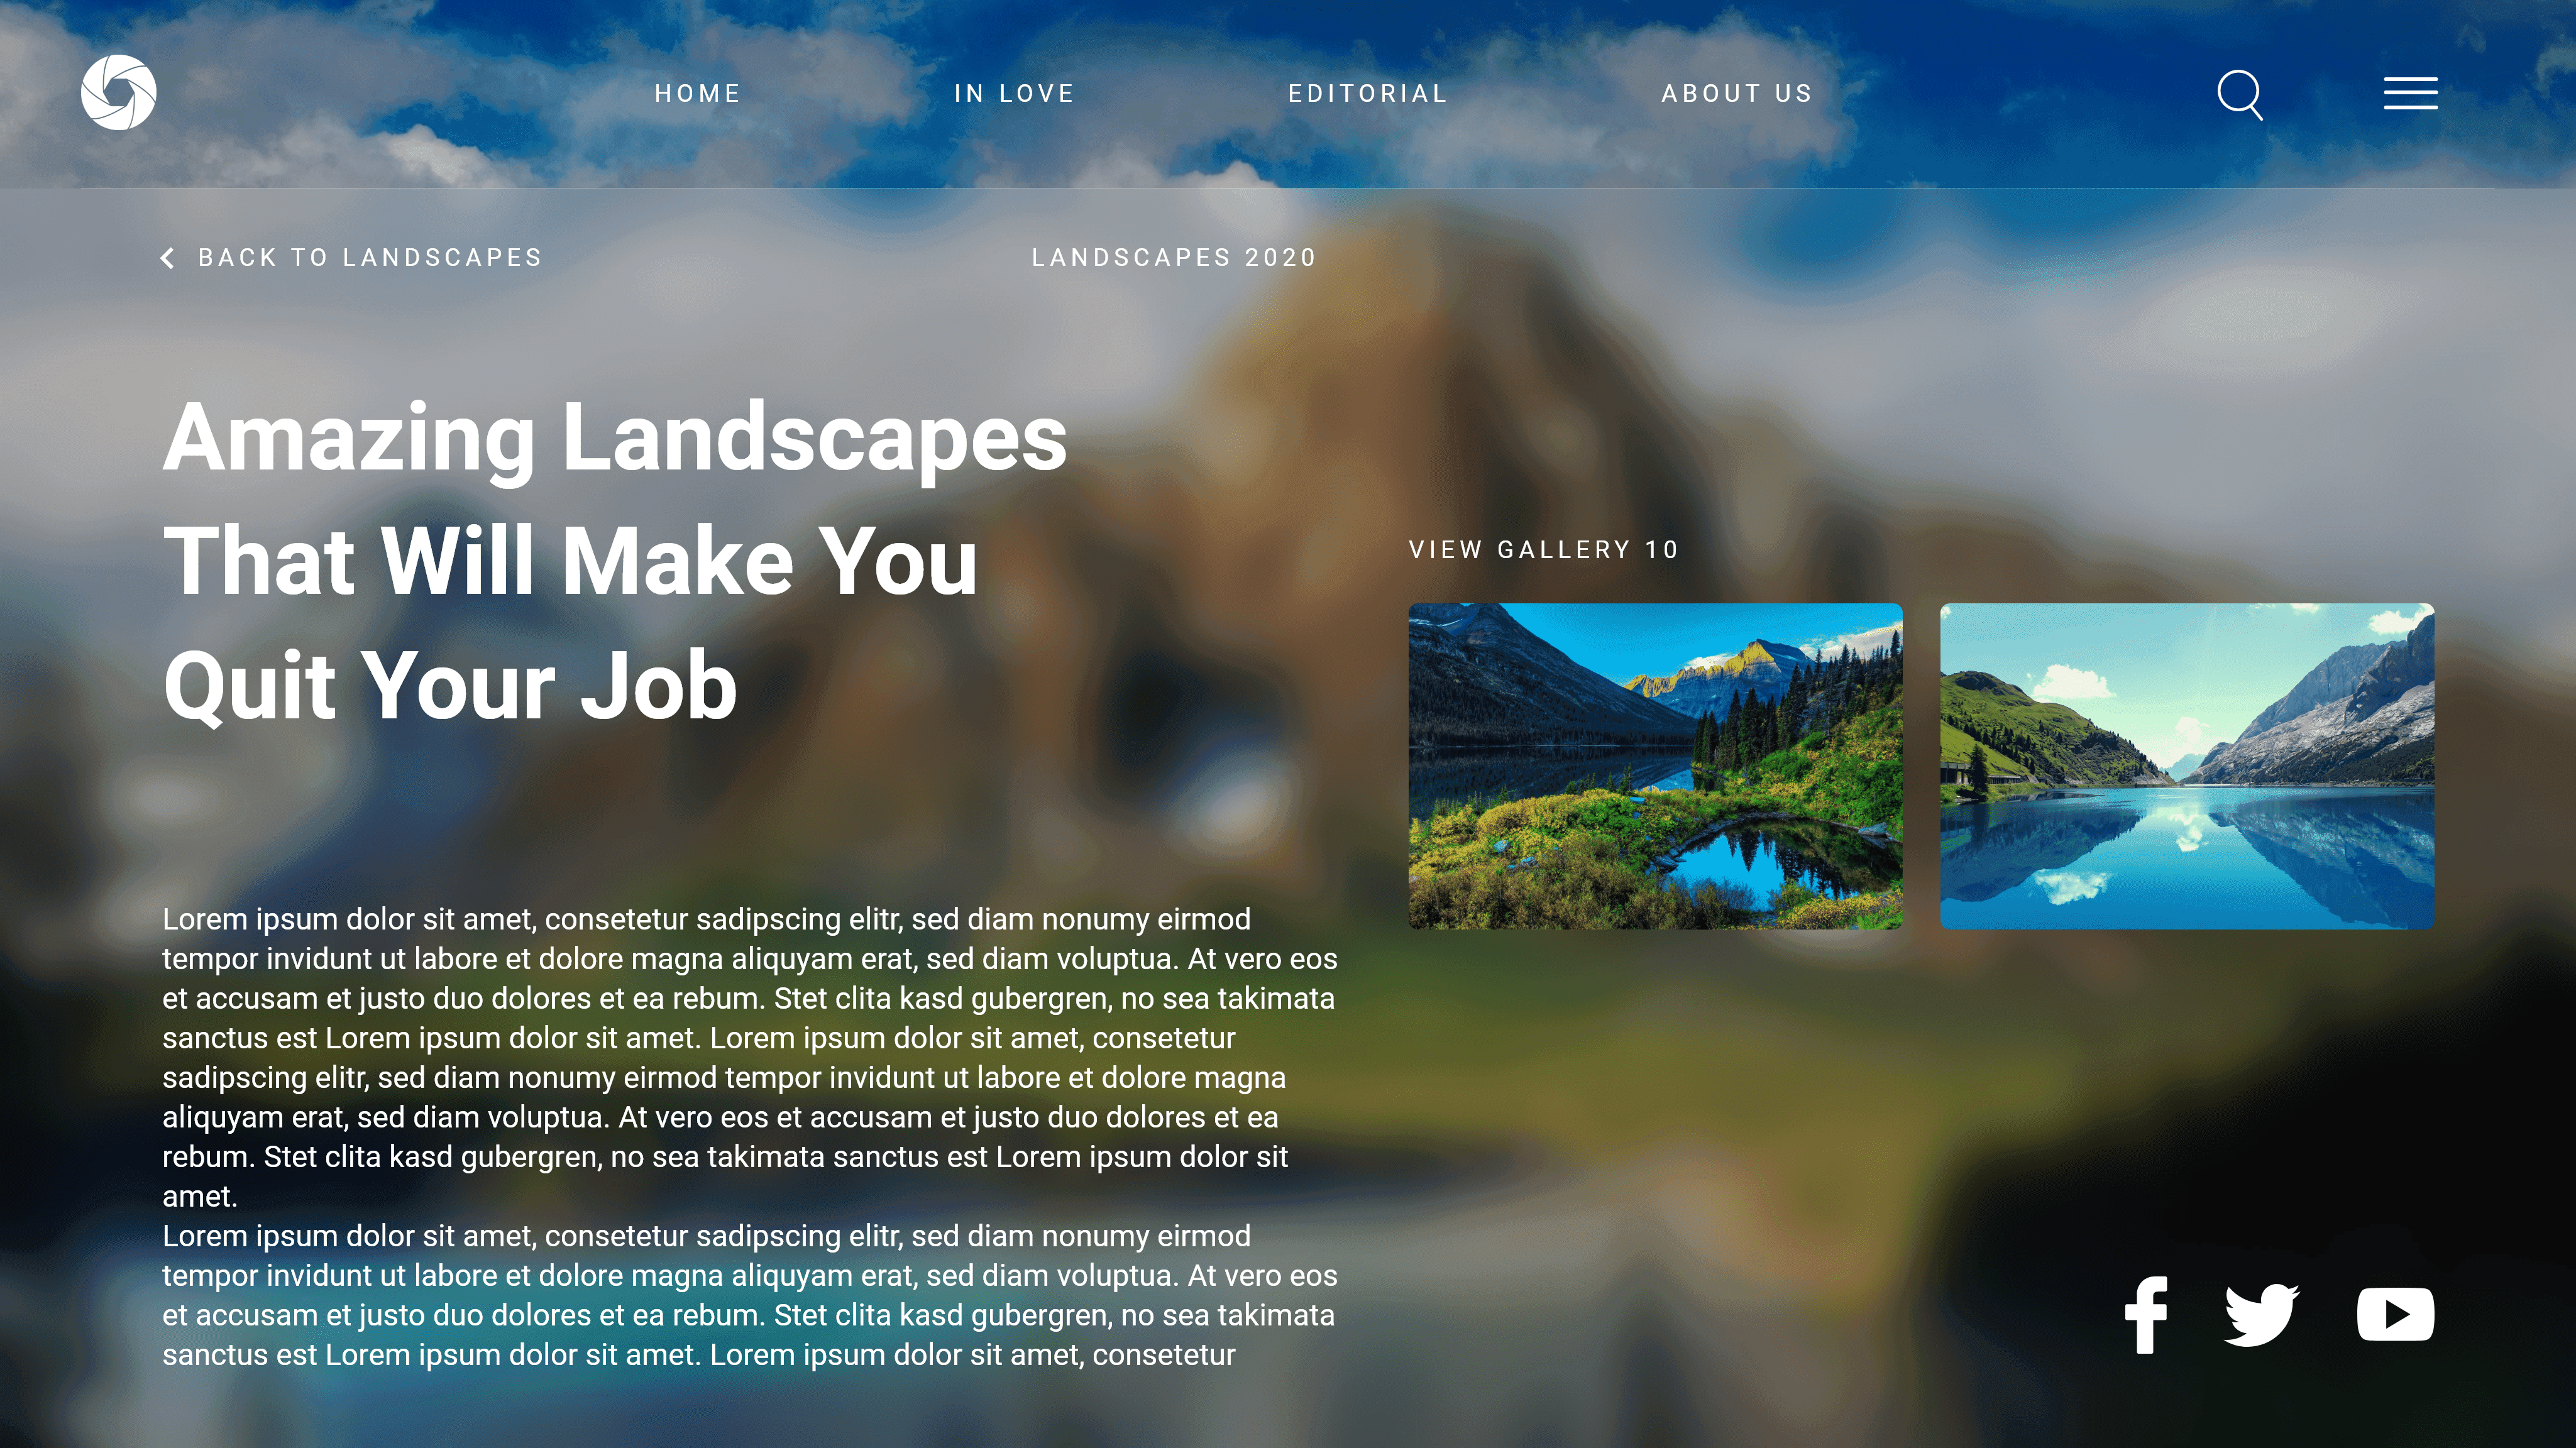 HOME IN LOVE EDITORIAL ABOUT US
BACK TO LANDSCAPES
LANDSCAPES 2020
Amazing Landscapes
That Will Make You
Quit Your Job
VIEW GALLERY 10
Lorem ipsum dolor sit amet, consetetur sadipscing elitr, sed diam nonumy eirmod
tempor invidunt ut labore et dolore magna aliquyam erat, sed diam voluptua. At vero eos
et accusam et justo duo dolores et ea rebum. Stet clita kasd gubergren, no sea takimata
sanctus est Lorem ipsum dolor sit amet. Lorem ipsum dolor sit amet, consetetur
sadipscing elitr, sed diam nonumy eirmod tempor invidunt ut labore et dolore magna
aliquyam erat, sed diam voluptua. At vero eos et accusam et justo duo dolores et ea
rebum. Stet clita kasd gubergren, no sea takimata sanctus est Lorem ipsum dolor sit
amet.
Lorem ipsum dolor sit amet, consetetur sadipscing elitr, sed diam nonumy eirmod
tempor invidunt ut labore et dolore magna aliquyam erat, sed diam voluptua. At vero eos
et accusam et justo duo dolores et ea rebum. Stet clita kasd gubergren, no sea takimata
sanctus est Lorem ipsum dolor sit amet. Lorem ipsum dolor sit amet, consetetur